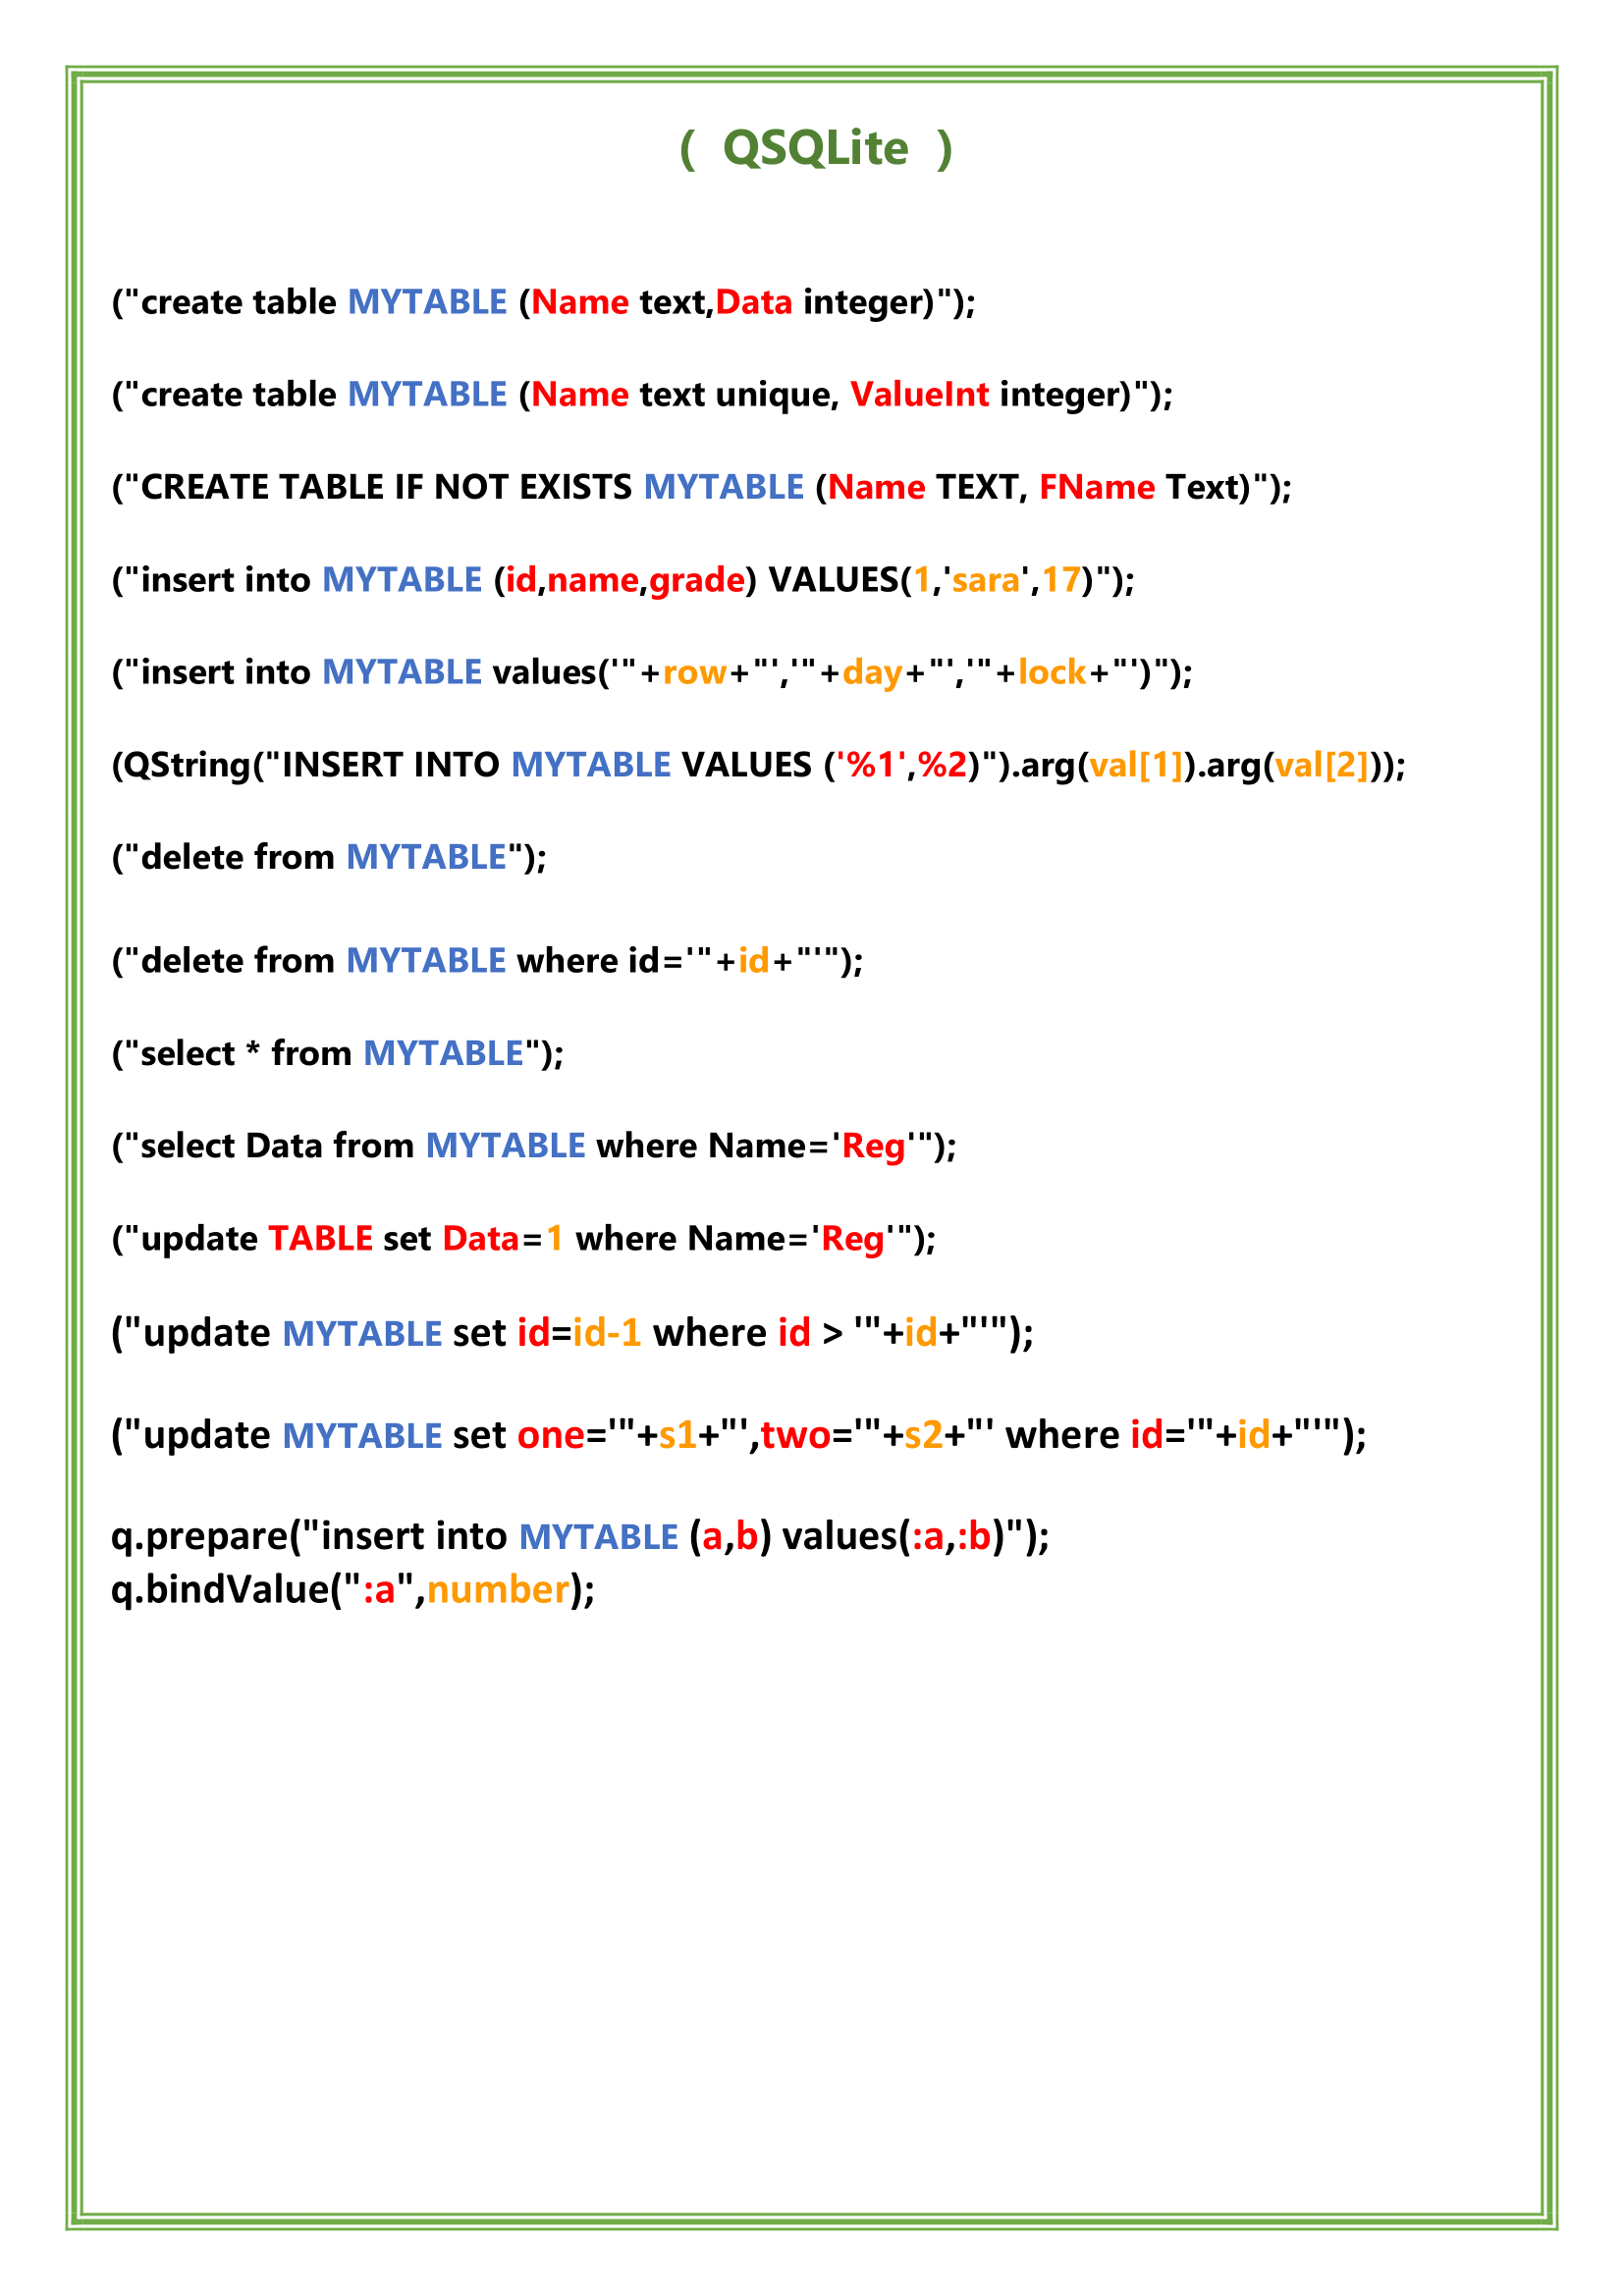 ( QSQLite )
("create table MYTABLE (Name text,Data integer)");
("create table MYTABLE (Name text unique, ValueInt integer)");
("CREATE TABLE IF NOT EXISTS MYTABLE (Name TEXT, FName Text)");
("insert into MYTABLE (id,name,grade) VALUES(1,'sara',17)");
("insert into MYTABLE values('"+row+"','"+day+"','"+lock+"')");
(QString("INSERT INTO MYTABLE VALUES ('%1',%2)").arg(val[1]).arg(val[2]));
("delete from MYTABLE");
("delete from MYTABLE where id='"+id+"'");
("select * from MYTABLE");
("select Data from MYTABLE where Name='Reg'");
("update TABLE set Data=1 where Name='Reg'");
("update MYTABLE set id=id-1 where id > '"+id+"'");
("update MYTABLE set one='"+s1+"',two='"+s2+"' where id='"+id+"'");
q.prepare("insert into MYTABLE (a,b) values(:a,:b)");
q.bindValue(":a",number);